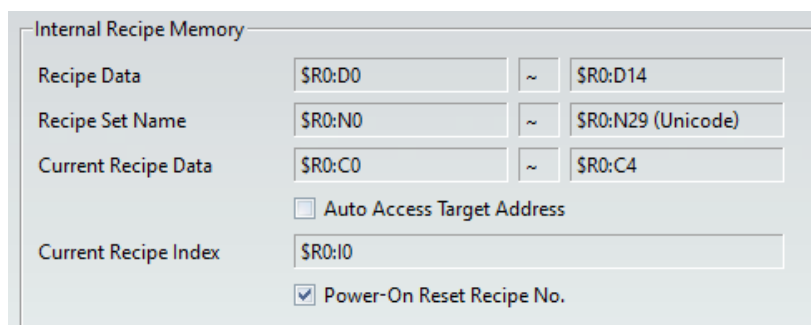 Internal Recipe Memory
Recipe Data $R0:D0 ~ $R0:D14
Recipe Set Name $R0:N0 ~ $R0:N29 (Unicode)
Current Recipe Data $R0:C0 ~ $R0:C4
Auto Access Target Address
Current Recipe Index $R0:I0
Power-On Reset Recipe No.